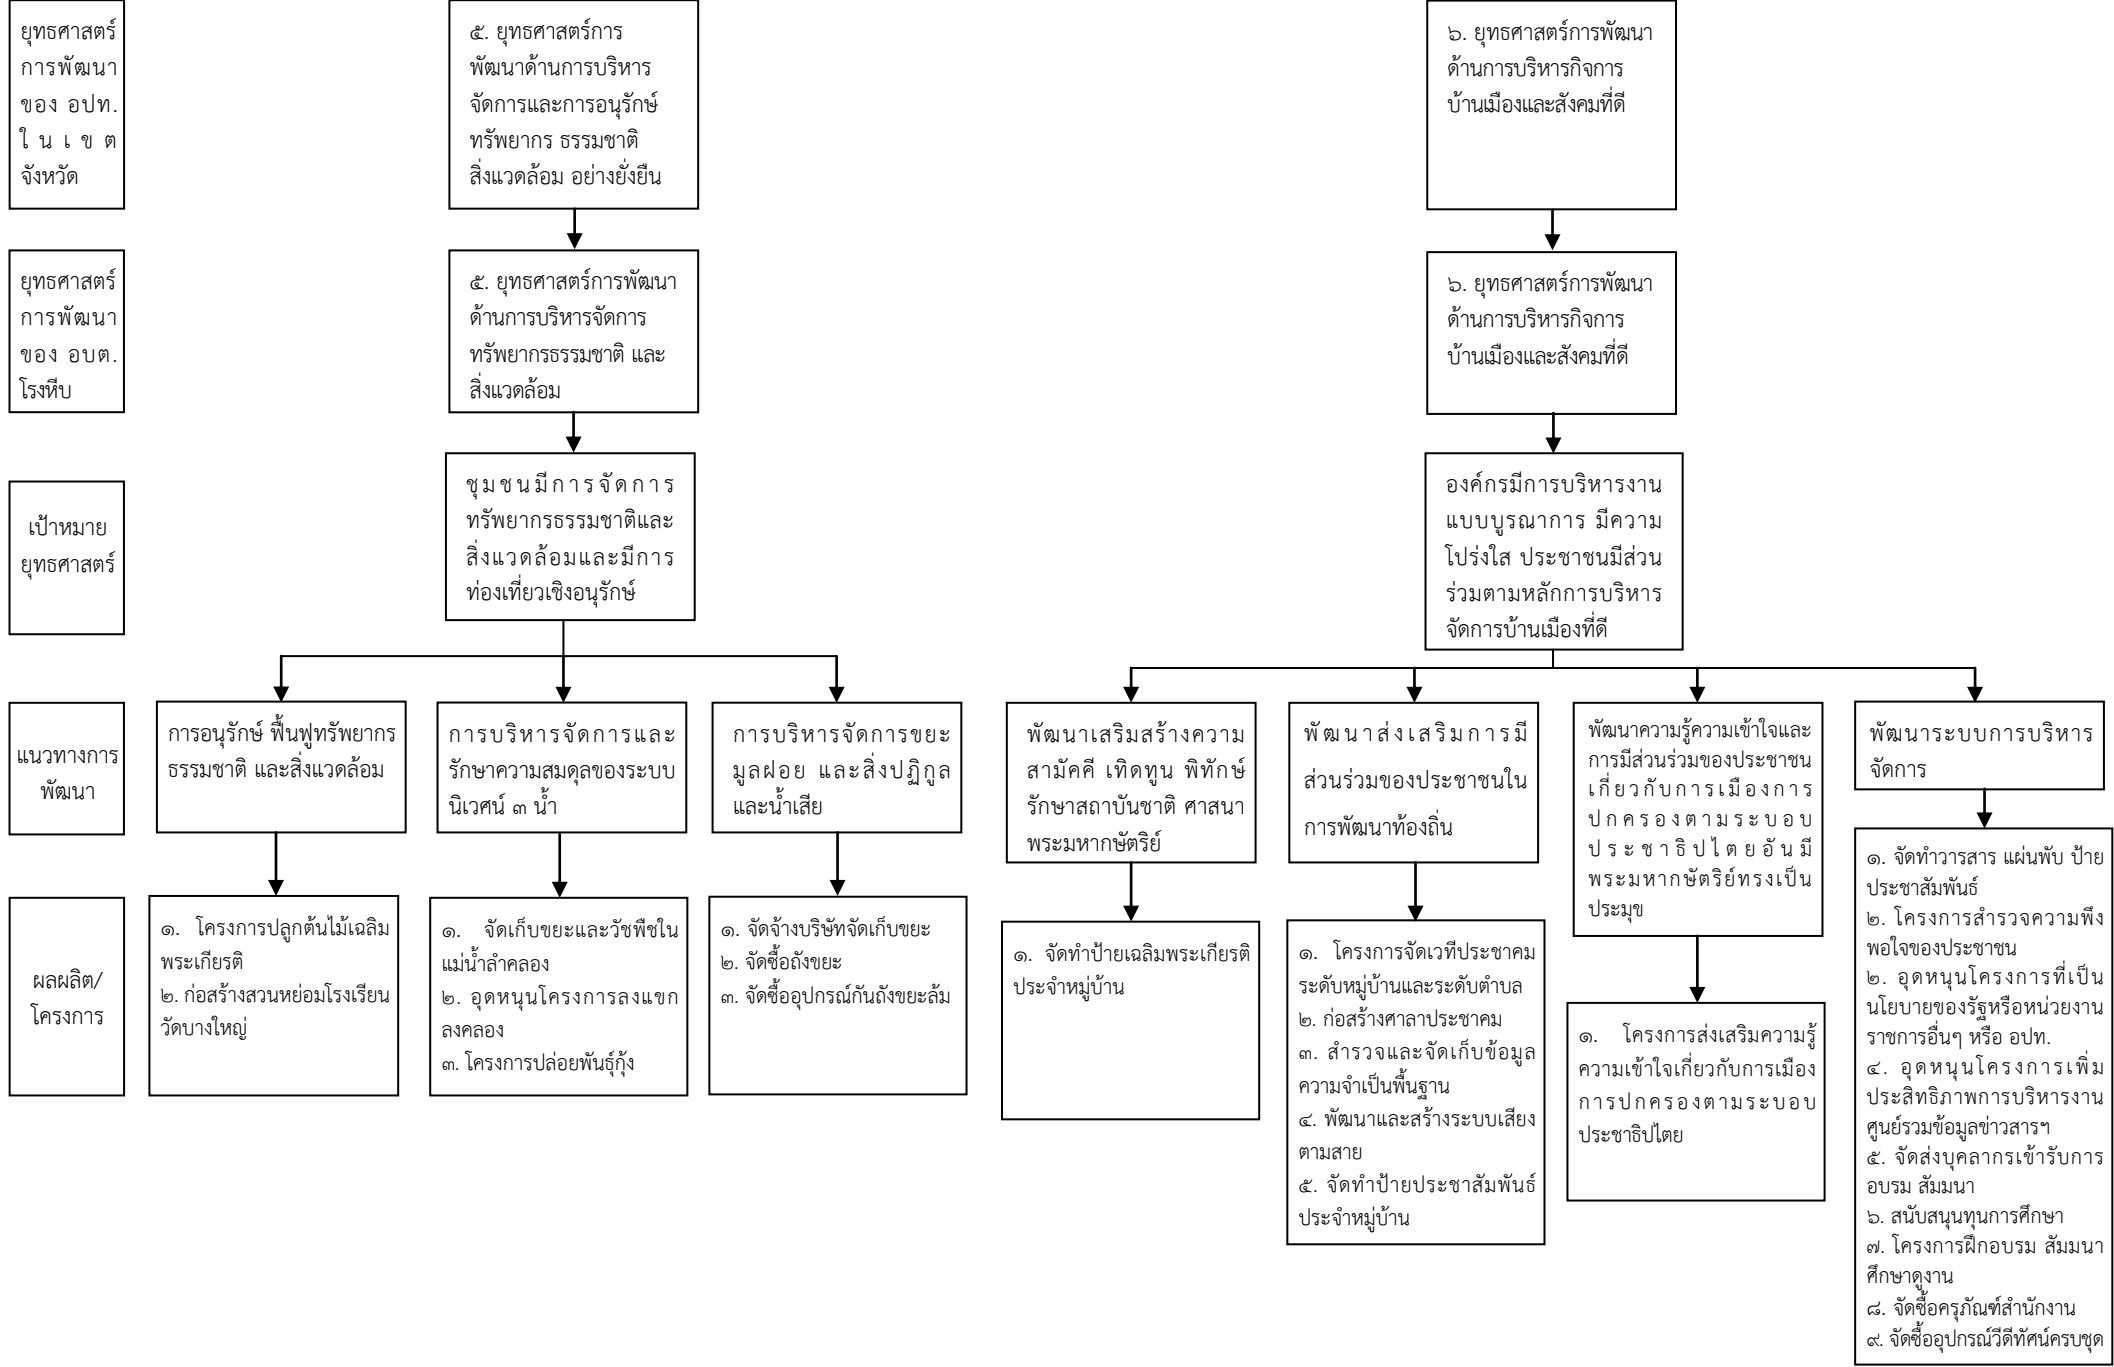 ยุทธศาสตร์
การพัฒนา
ของ อปท.
ในเขต
จังหวัด
๕. ยุทธศาสตร์การ
พัฒนาด้านการบริหาร
จัดการและการอนุรักษ์
ทรัพยากร ธรรมชาติ
สิ่งแวดล้อม อย่างยั่งยืน
๖. ยุทธศาสตร์การพัฒนา
ด้านการบริหารกิจการ
บ้านเมืองและสังคมที่ดี
ยุทธศาสตร์
การพัฒนา
ของ อบต.
โรงหีบ
๕. ยุทธศาสตร์การพัฒนา
ด้านการบริหารจัดการ
ทรัพยากรธรรมชาติ และ
สิ่งแวดล้อม
๖. ยุทธศาสตร์การพัฒนา
ด้านการบริหารกิจการ
บ้านเมืองและสังคมที่ดี
เป้าหมาย
ยุทธศาสตร์
ชุมชนมีการจัดการ
ทรัพยากรธรรมชาติและ
สิ่งแวดล้อมและมีการ
ท่องเที่ยวเชิงอนุรักษ์
องค์กรมีการบริหารงาน
แบบบูรณาการ มีความ
โปร่งใส ประชาชนมีส่วน
ร่วมตามหลักการบริหาร
จัดการบ้านเมืองที่ดี
แนวทางการ
พัฒนา
การอนุรักษ์ ฟื้นฟูทรัพยากร
ธรรมชาติ และสิ่งแวดล้อม
การบริหารจัดการและ
รักษาความสมดุลของระบบ
นิเวศน์ ๓ น้ำ
การบริหารจัดการขยะ
มูลฝอย และสิ่งปฏิกูล
และน้ำเสีย
พัฒนาเสริมสร้างความ
สามัคคี เทิดทูน พิทักษ์
รักษาสถาบันชาติ ศาสนา
พระมหากษัตริย์
พัฒนาส่งเสริมการมี
ส่วนร่วมของประชาชนใน
การพัฒนาท้องถิ่น
พัฒนาความรู้ความเข้าใจและ
การมีส่วนร่วมของประชาชน
เกี่ยวกับการเมืองการ
ปกครองตามระบอบ
ประชาธิปไตยอันมี
พระมหากษัตริย์ทรงเป็น
ประมุข
พัฒนาระบบการบริหาร
จัดการ
ผลผลิต/
โครงการ
๑. โครงการปลูกต้นไม้เฉลิม
พระเกียรติ
๒. ก่อสร้างสวนหย่อมโรงเรียน
วัดบางใหญ่
๑. จัดเก็บขยะและวัชพืชใน
แม่น้ำลำคลอง
๒. อุดหนุนโครงการลงแขก
ลงคลอง
๓. โครงการปล่อยพันธุ์กุ้ง
๑. จัดจ้างบริษัทจัดเก็บขยะ
๒. จัดซื้อถังขยะ
๓. จัดซื้ออุปกรณ์กันถังขยะล้ม
๑. จัดทำป้ายเฉลิมพระเกียรติ
ประจำหมู่บ้าน
๑. โครงการจัดเวทีประชาคม
ระดับหมู่บ้านและระดับตำบล
๒. ก่อสร้างศาลาประชาคม
๓. สำรวจและจัดเก็บข้อมูล
ความจำเป็นพื้นฐาน
๔. พัฒนาและสร้างระบบเสียง
ตามสาย
๕. จัดทำป้ายประชาสัมพันธ์
ประจำหมู่บ้าน
๑. โครงการส่งเสริมความรู้
ความเข้าใจเกี่ยวกับการเมือง
การปกครองตามระบอบ
ประชาธิปไตย
๑. จัดทำวารสาร แผ่นพับ ป้าย
ประชาสัมพันธ์
๒. โครงการสำรวจความพึง
พอใจของประชาชน
๒. อุดหนุนโครงการที่เป็น
นโยบายของรัฐหรือหน่วยงาน
ราชการอื่นๆ หรือ อปท.
๔. อุดหนุนโครงการเพิ่ม
ประสิทธิภาพการบริหารงาน
ศูนย์รวมข้อมูลข่าวสารฯ
๕. จัดส่งบุคลากรเข้ารับการ
อบรม สัมมนา
๖. สนับสนุนทุนการศึกษา
๗. โครงการฝึกอบรม สัมมนา
ศึกษาดูงาน
๘. จัดซื้อครุภัณฑ์สำนักงาน
๙. จัดซื้ออุปกรณ์วีดีทัศน์ครบชุด